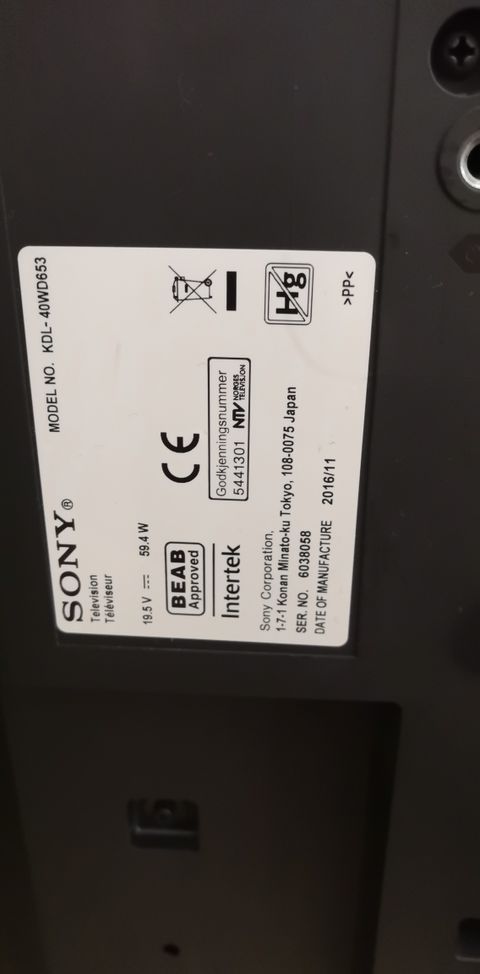 SONY®
MODEL NO. KDL-40WD653
Television
Téléviseur
19.5 V 59.4 W
BEAB
Approved
Intertek
CE
Godkjenningsnummer
5441301 NTV NORGES TELEVISJON
Hg
>PP<
Sony Corporation,
1-7-1 Konan Minato-ku Tokyo, 108-0075 Japan
SER. NO. 6038058
DATE OF MANUFACTURE 2016/11